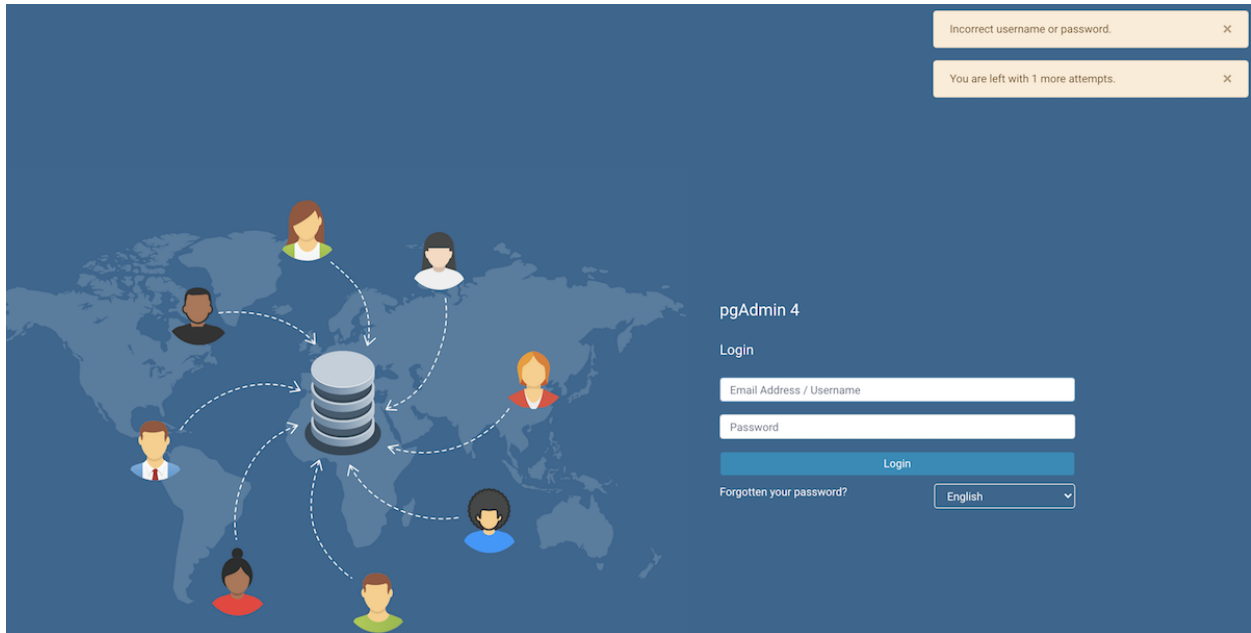 Incorrect username or password.
You are left with 1 more attempts.
pgAdmin 4
Login
Email Address / Username
Password
Login
Forgotten your password?
English